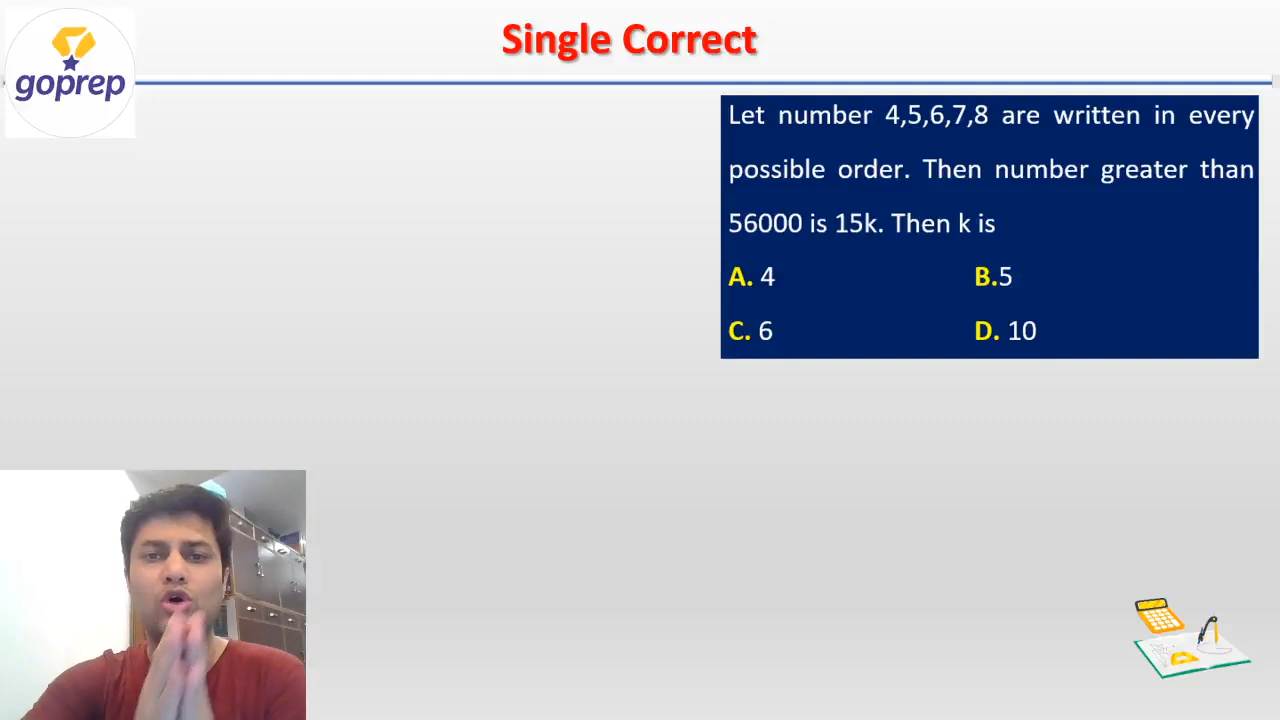 goprep
Single Correct
Let number 4,5,6,7,8 are written in every
possible order. Then number greater than
56000 is 15k. Then k is
A. 4 B.5
C. 6 D. 10